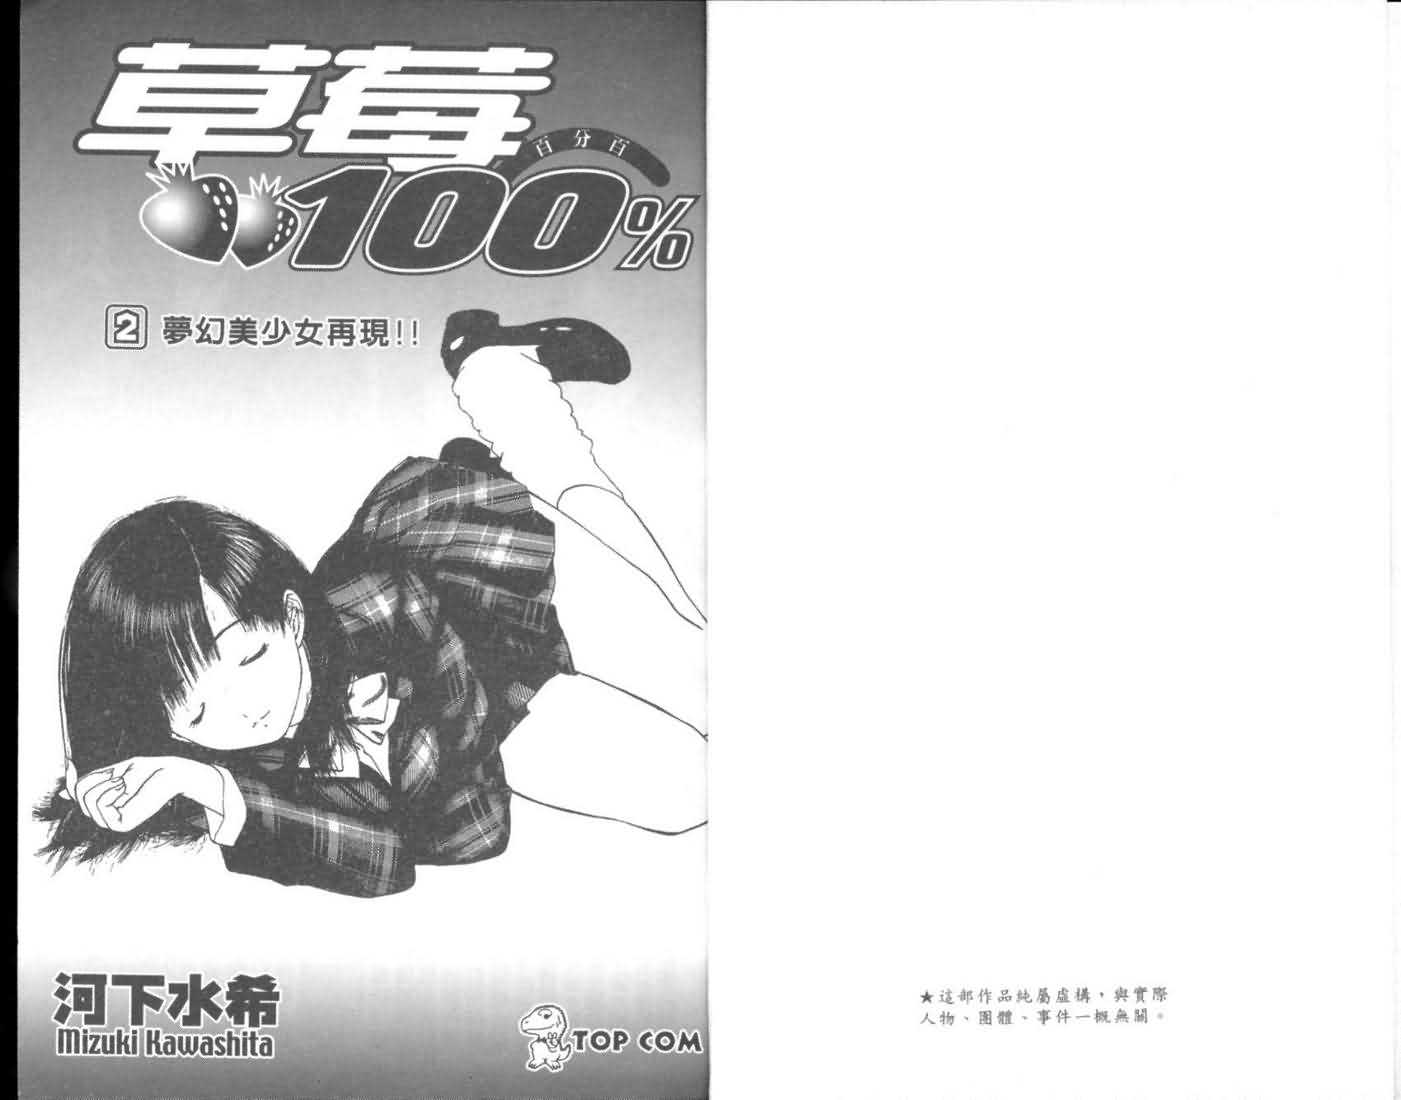 草莓
百分百
100%
2 夢幻美少女再現!!
河下水希
Mizuki Kawashita
TOP COM
★這部作品純屬虛構，與實際
人物、團體、事件一概無關。